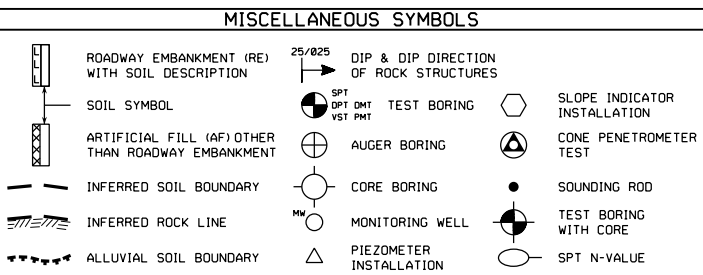 MISCELLANEOUS SYMBOLS
ROADWAY EMBANKMENT (RE)
WITH SOIL DESCRIPTION
SOIL SYMBOL
ARTIFICIAL FILL (AF) OTHER
THAN ROADWAY EMBANKMENT
INFERRED SOIL BOUNDARY
INFERRED ROCK LINE
ALLUVIAL SOIL BOUNDARY
25/025
DIP & DIP DIRECTION
OF ROCK STRUCTURES
SPT
DPT DMT
VST PMT
TEST BORING
AUGER BORING
CORE BORING
MW
MONITORING WELL
PIEZOMETER
INSTALLATION
SLOPE INDICATOR
INSTALLATION
CONE PENETROMETER
TEST
SOUNDING ROD
TEST BORING
WITH CORE
SPT N-VALUE